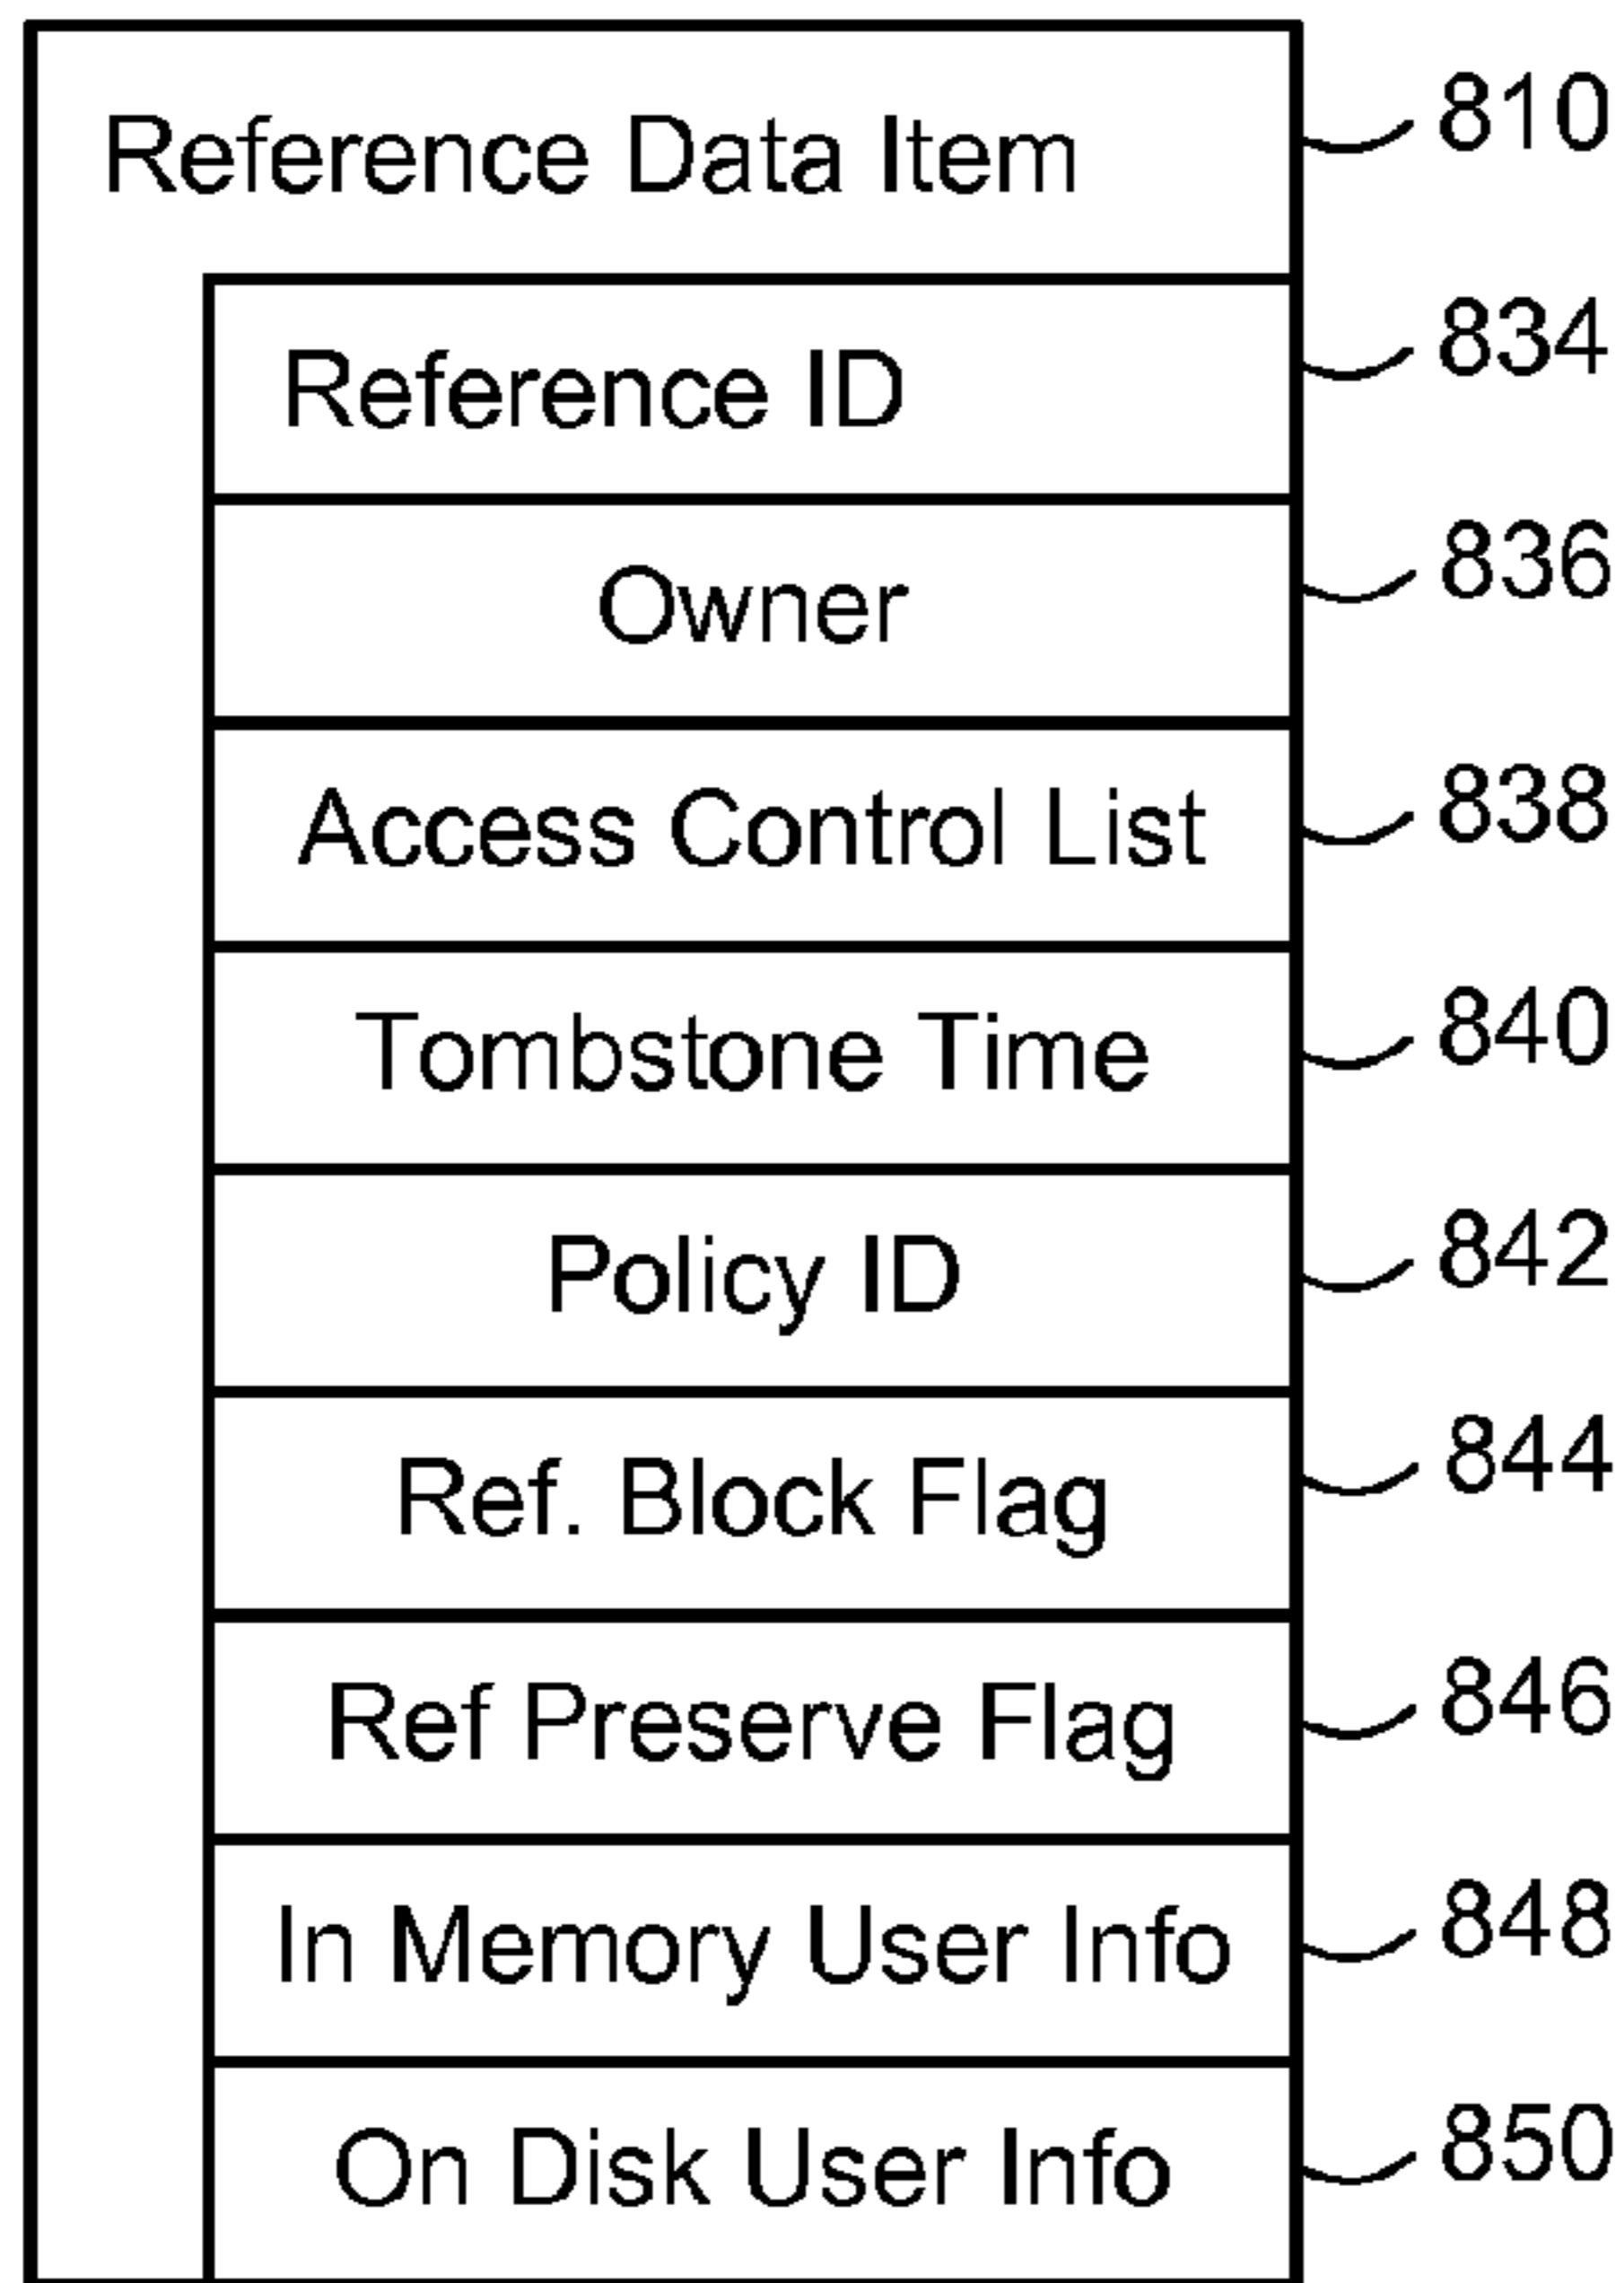 Reference Data Item 810
Reference ID 834
Owner 836
Access Control List 838
Tombstone Time 840
Policy ID 842
Ref. Block Flag 844
Ref Preserve Flag 846
In Memory User Info 848
On Disk User Info 850